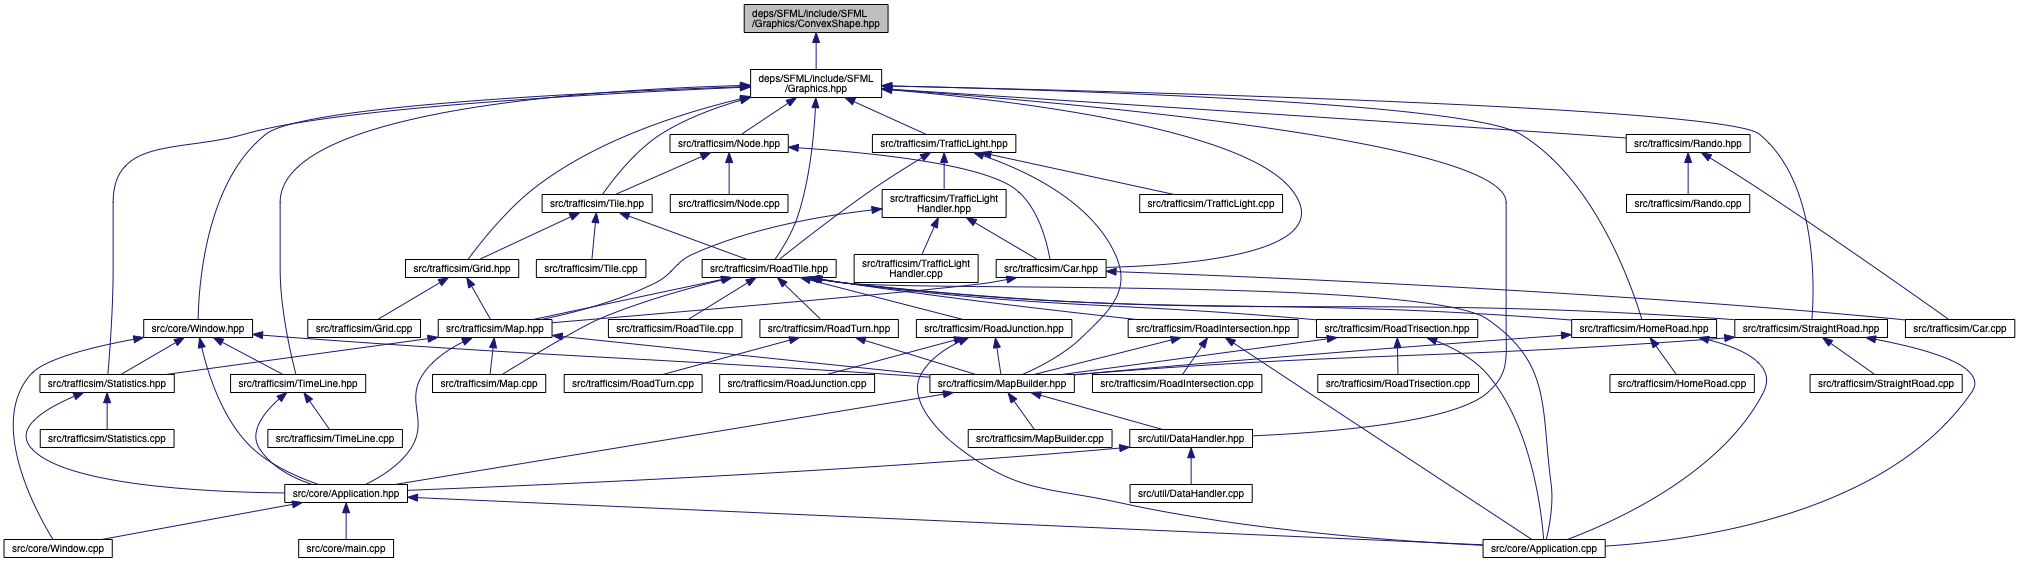 deps/SFML/include/SFML
/Graphics/ConvexShape.hpp
deps/SFML/include/SFML
/Graphics.hpp
src/trafficsim/Node.hpp
src/trafficsim/TrafficLight.hpp
src/trafficsim/Rando.hpp
src/trafficsim/Tile.hpp
src/trafficsim/Node.cpp
src/trafficsim/TrafficLight
Handler.hpp
src/trafficsim/TrafficLight.cpp
src/trafficsim/Rando.cpp
src/trafficsim/Grid.hpp
src/trafficsim/Tile.cpp
src/trafficsim/RoadTile.hpp
src/trafficsim/TrafficLight
Handler.cpp
src/trafficsim/Car.hpp
src/core/Window.hpp
src/trafficsim/Grid.cpp
src/trafficsim/Map.hpp
src/trafficsim/RoadTile.cpp
src/trafficsim/RoadTurn.hpp
src/trafficsim/RoadJunction.hpp
src/trafficsim/RoadIntersection.hpp
src/trafficsim/RoadTrisection.hpp
src/trafficsim/HomeRoad.hpp
src/trafficsim/StraightRoad.hpp
src/trafficsim/Car.cpp
src/trafficsim/Statistics.hpp
src/trafficsim/TimeLine.hpp
src/trafficsim/Map.cpp
src/trafficsim/RoadTurn.cpp
src/trafficsim/RoadJunction.cpp
src/trafficsim/MapBuilder.hpp
src/trafficsim/RoadIntersection.cpp
src/trafficsim/RoadTrisection.cpp
src/trafficsim/HomeRoad.cpp
src/trafficsim/StraightRoad.cpp
src/trafficsim/Statistics.cpp
src/trafficsim/TimeLine.cpp
src/trafficsim/MapBuilder.cpp
src/util/DataHandler.hpp
src/core/Application.hpp
src/util/DataHandler.cpp
src/core/Window.cpp
src/core/main.cpp
src/core/Application.cpp